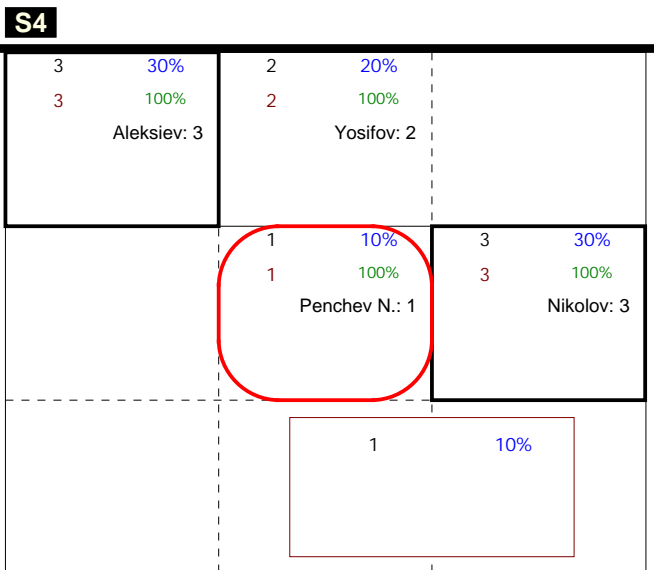 S4
3 30% 2 20%
3 100% 2 100%
Aleksiev: 3 Yosifov: 2
1 10% 3 30%
1 100% 3 100%
Penchev N.: 1 Nikolov: 3
1 10%